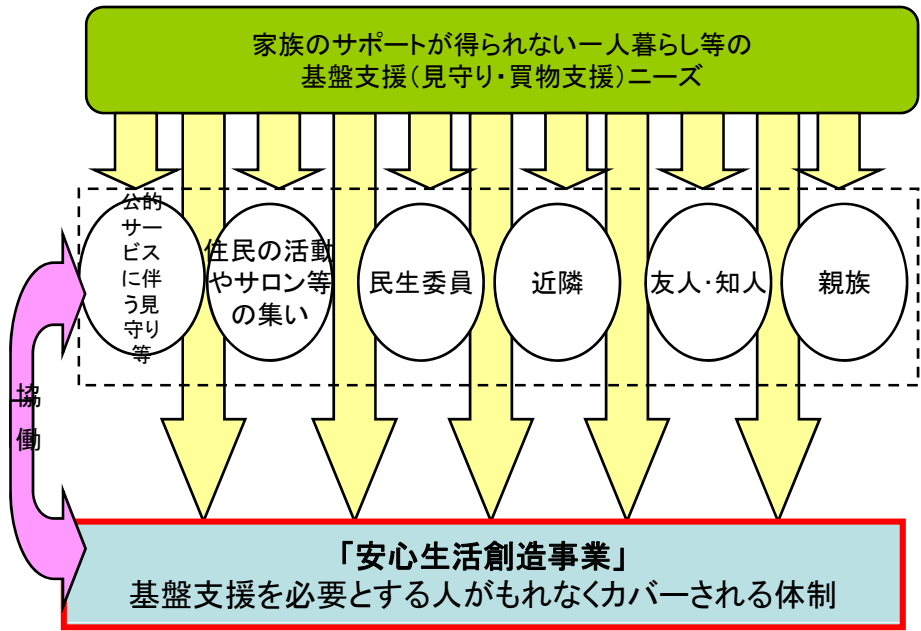 家族のサポートが得られない一人暮らし等の
基盤支援（見守り・買物支援）ニーズ
公的
サー
ビス
に伴
う見
守り
等
住民の活動
やサロン等
の集い
民生委員
近隣
友人・知人
親族
協
働
「安心生活創造事業」
基盤支援を必要とする人がもれなくカバーされる体制